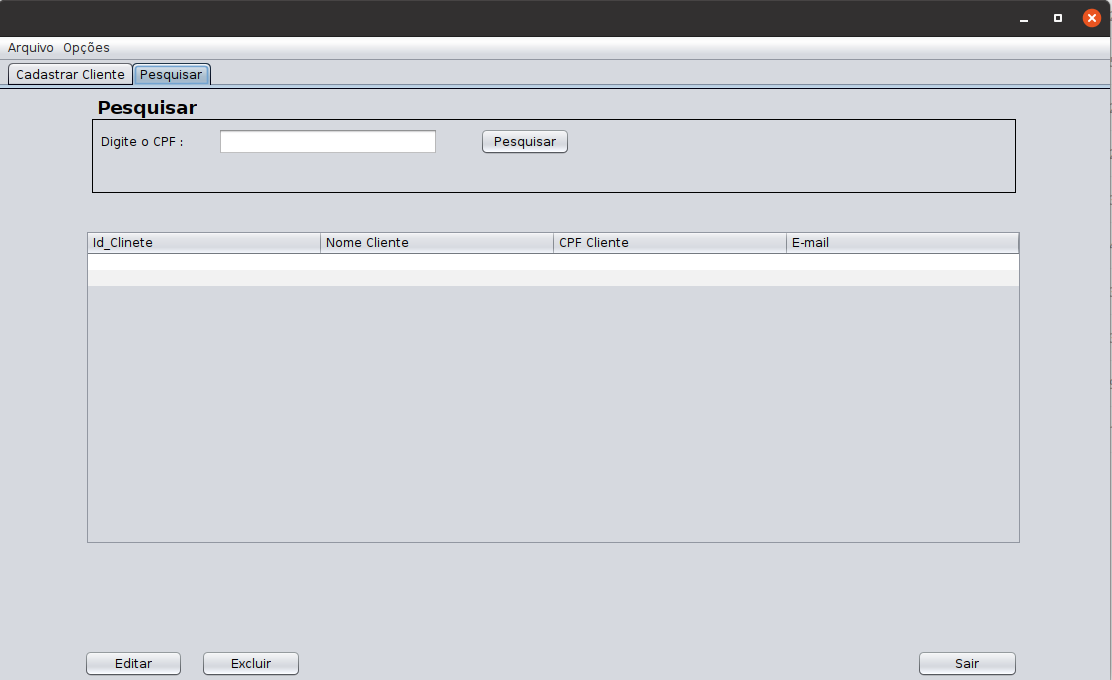 Arquivo Opções
Cadastrar Cliente Pesquisar
Pesquisar
Digite o CPF : Pesquisar
Id_Clinete Nome Cliente CPF Cliente E-mail
Editar Excluir Sair